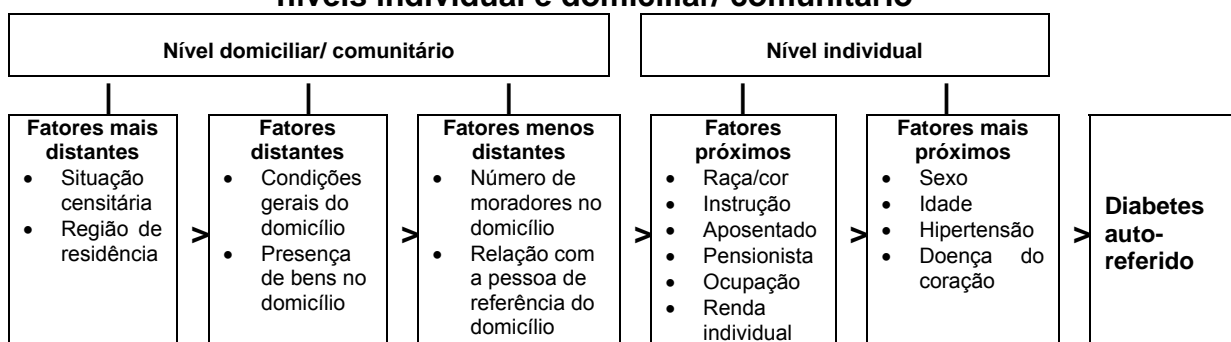 níveis individual e domiciliar/ comunitário
Nível domiciliar/ comunitário
Nível individual
Fatores mais
distantes
• Situação
censitária
• Região de
residência
>
Fatores
distantes
• Condições
gerais do
domicílio
• Presença
de bens no
domicílio
>
Fatores menos
distantes
• Número de
moradores no
domicílio
• Relação com
a pessoa de
referência do
domicílio
>
Fatores
próximos
• Raça/cor
• Instrução
• Aposentado
• Pensionista
• Ocupação
• Renda
individual
>
Fatores mais
próximos
• Sexo
• Idade
• Hipertensão
• Doença do
coração
>
Diabetes
auto-
referido